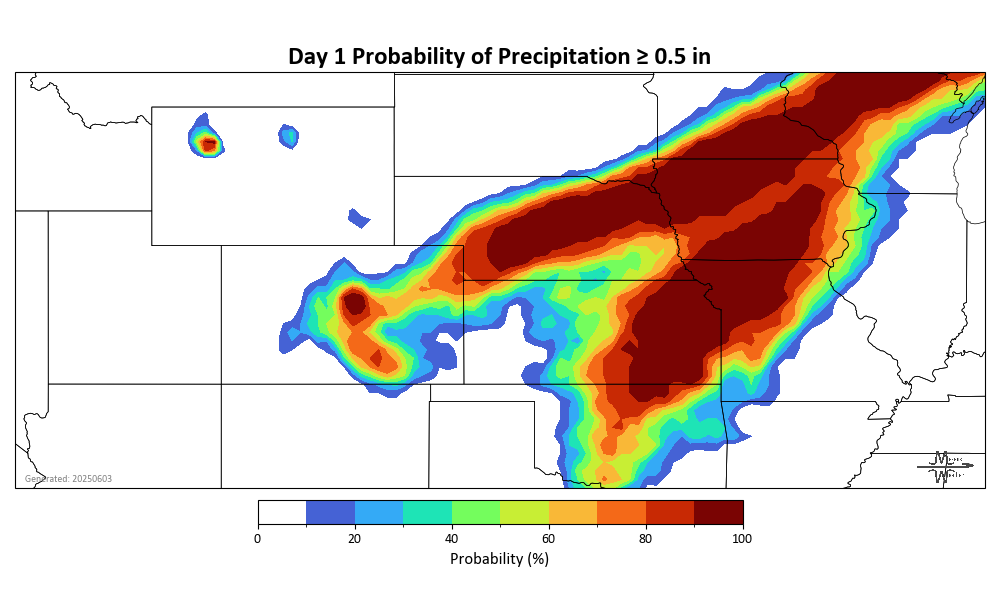 Day 1 Probability of Precipitation ≥ 0.5 in
Generated: 20250603
0 20 40 60 80 100
Probability (%)